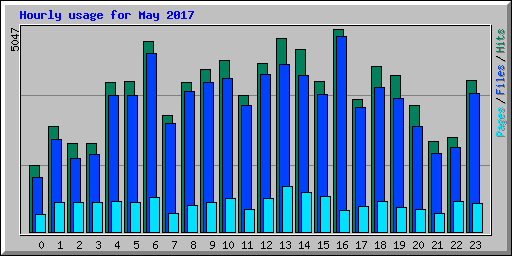 Hourly usage for May 2017
5047
Pages/Files/Hits
0 1 2 3 4 5 6 7 8 9 10 11 12 13 14 15 16 17 18 19 20 21 22 23